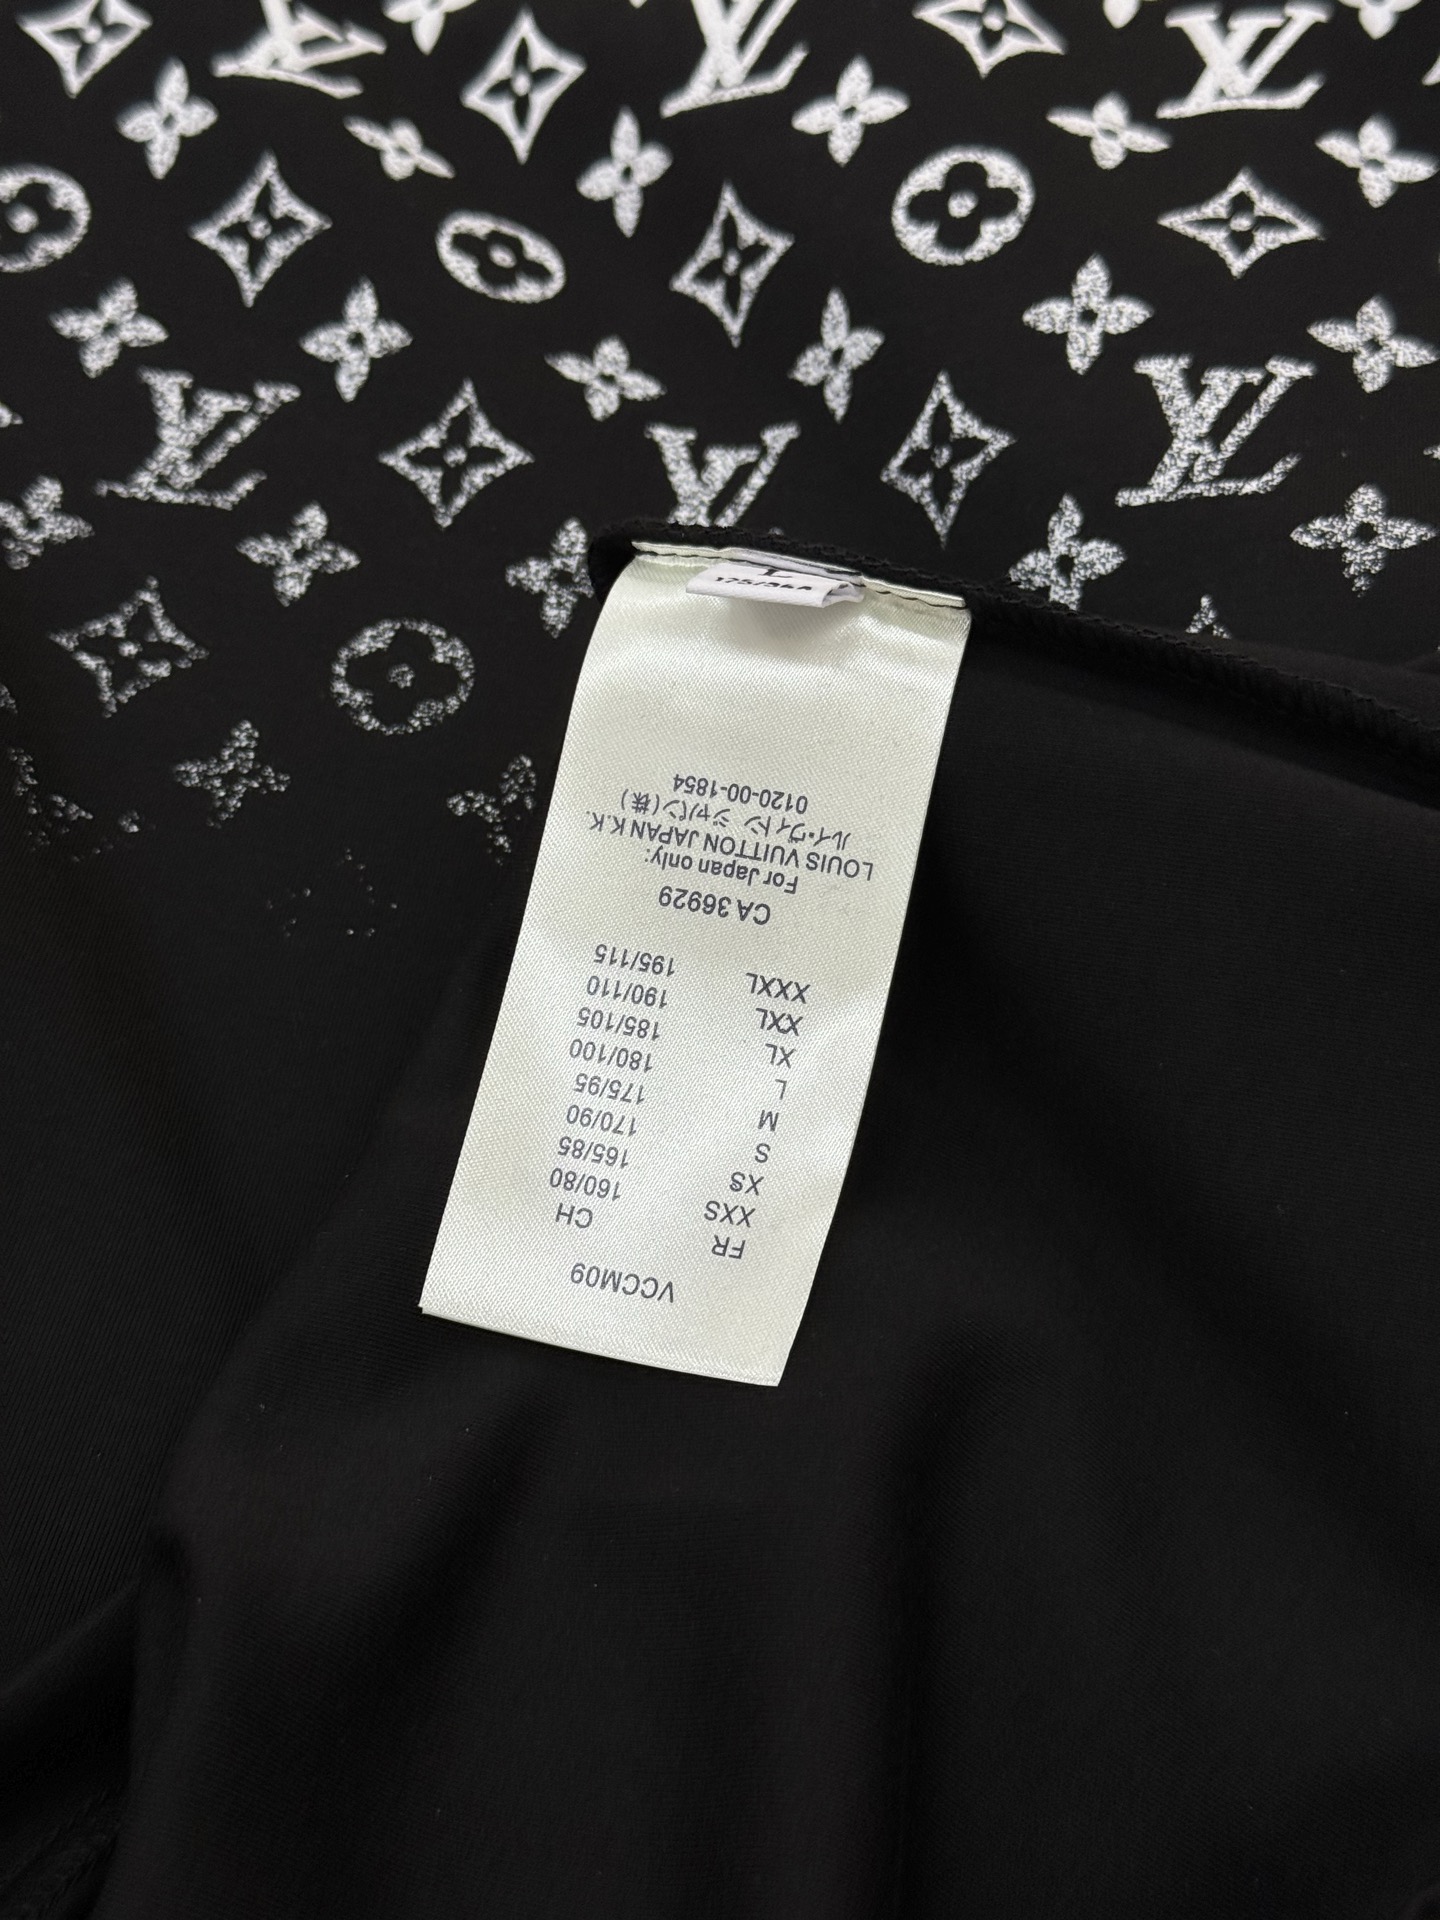 VCCM09
FR CH
XXS 160/80
XS 165/85
S 170/90
M 175/95
L 180/100
XL 185/105
XXL 190/110
XXXL 195/115
CA 36929
For Japan only:
LOUIS VUITTON JAPAN K.K.
ルイ・ヴィトン ジャパン(株)
0120-00-1854